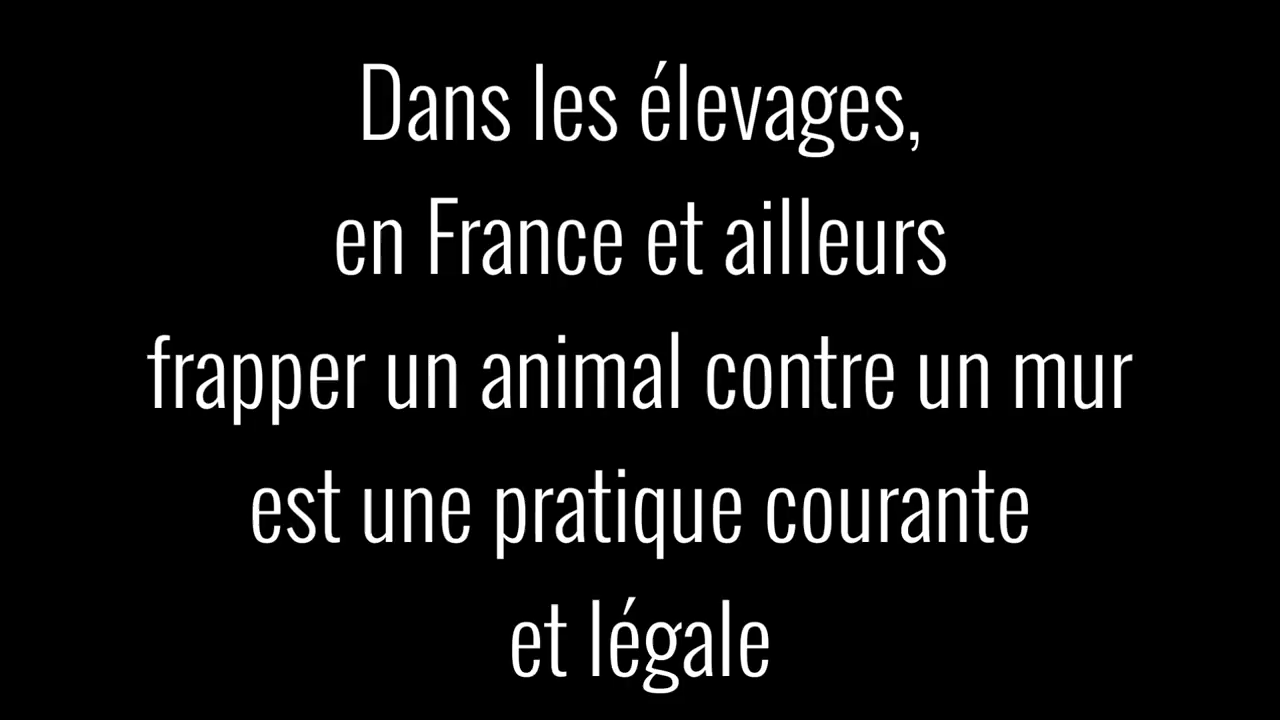 Dans les élevages,
en France et ailleurs
frapper un animal contre un mur
est une pratique courante
et légale